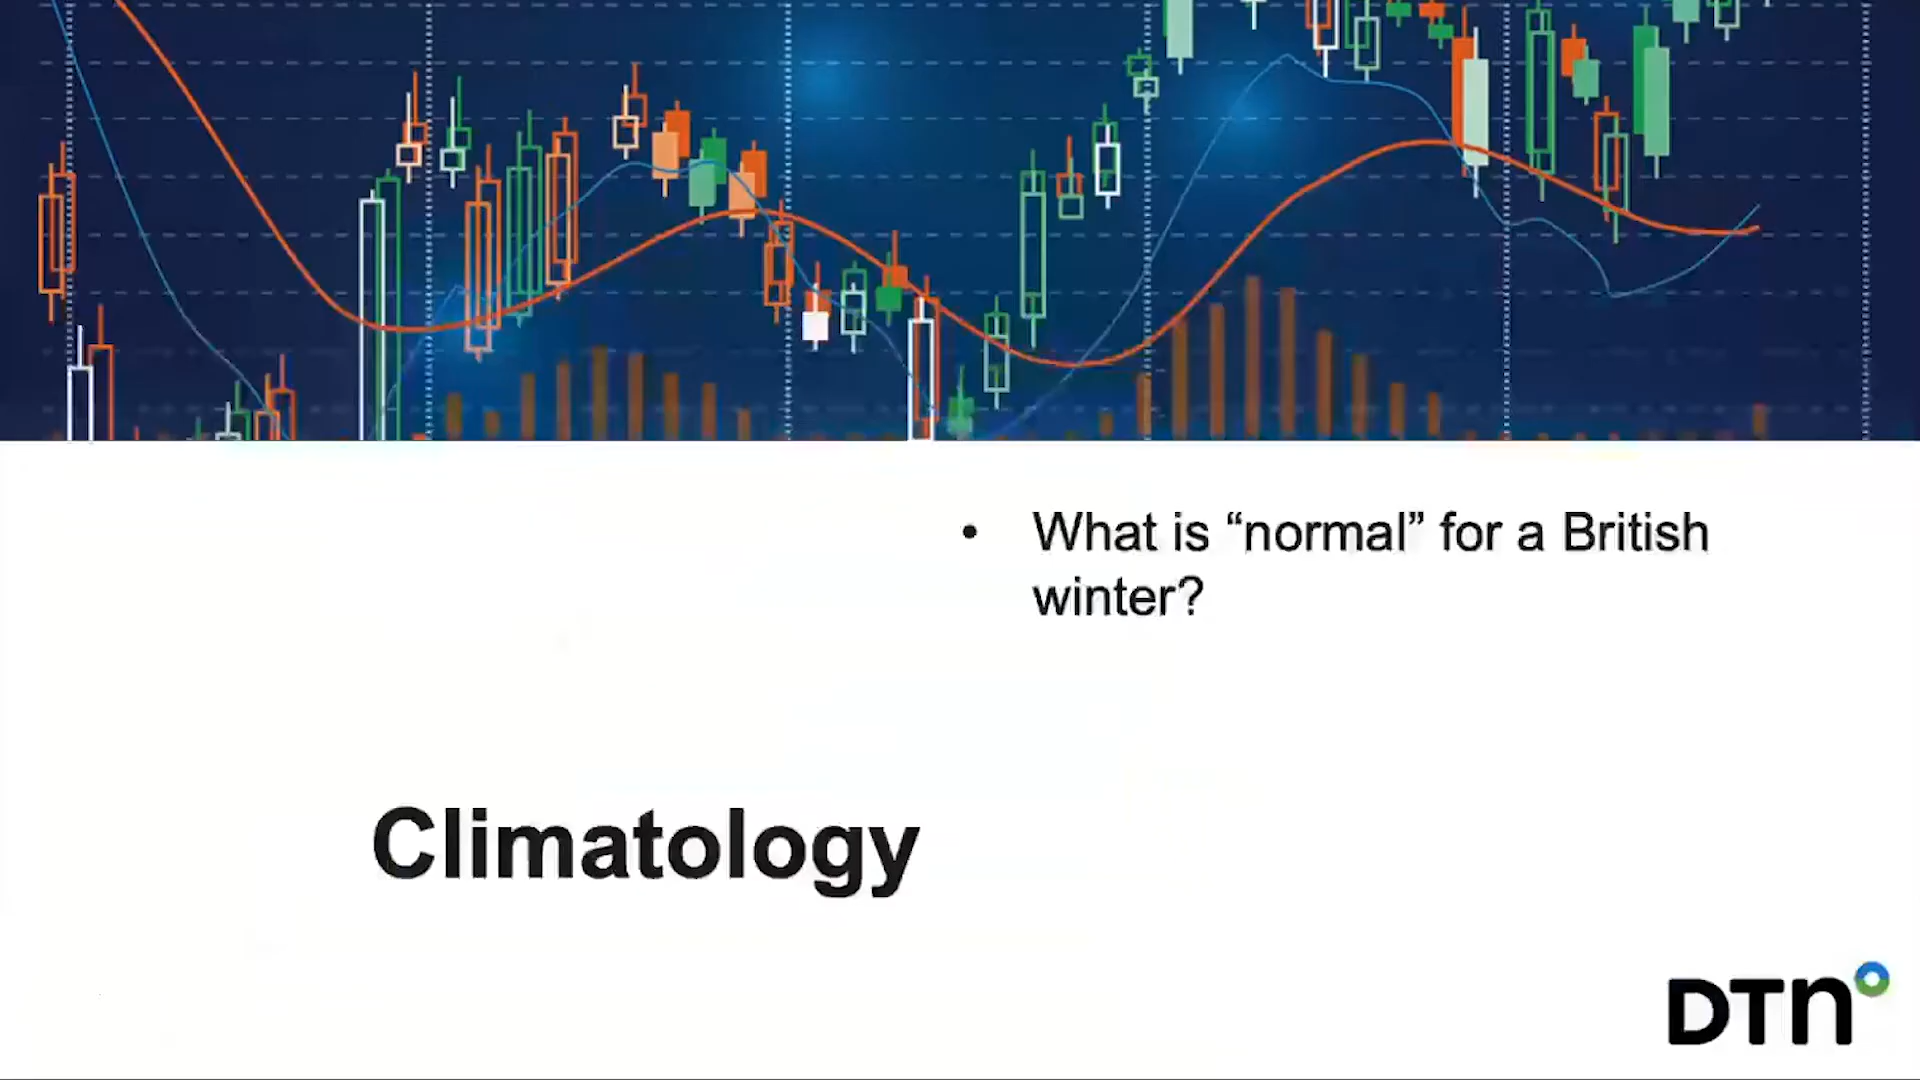 • What is “normal” for a British
winter?
Climatology
DTn